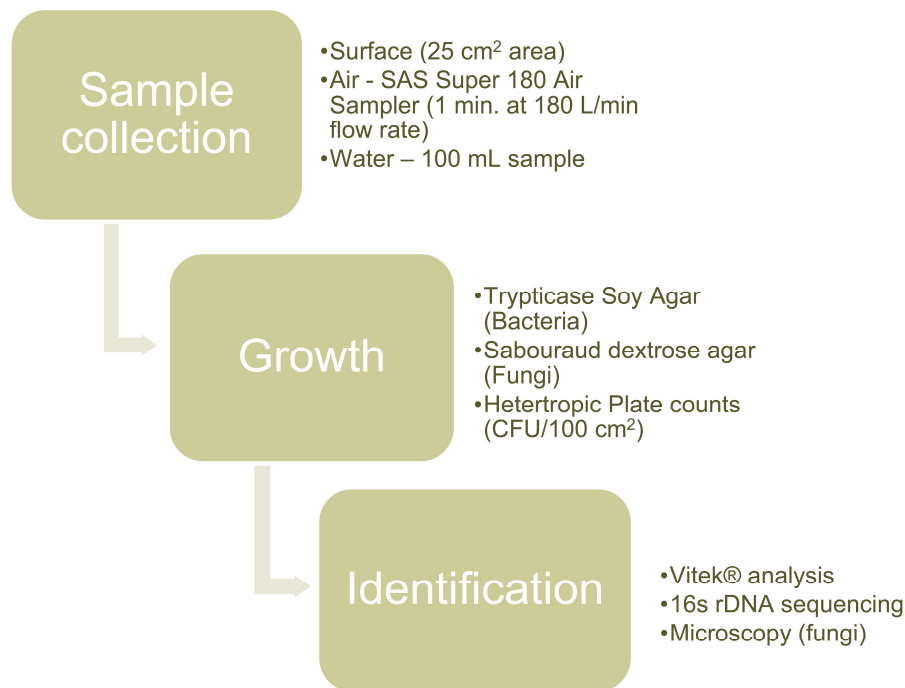 Sample
collection
•Surface (25 cm² area)
•Air - SAS Super 180 Air
Sampler (1 min. at 180 L/min
flow rate)
•Water – 100 mL sample
Growth
•Trypticase Soy Agar
(Bacteria)
•Sabouraud dextrose agar
(Fungi)
•Hetertropic Plate counts
(CFU/100 cm²)
Identification
•Vitek® analysis
•16s rDNA sequencing
•Microscopy (fungi)